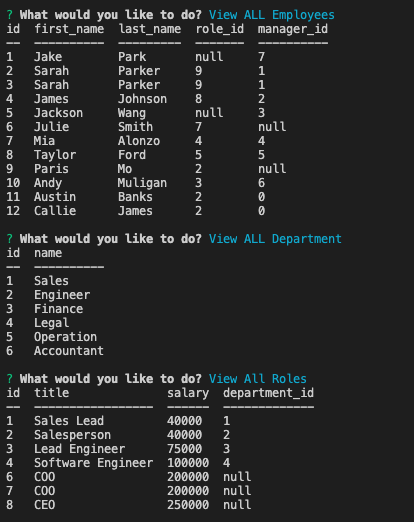 ? What would you like to do? View ALL Employees
id  first_name  last_name  role_id  manager_id
--  ----------  ---------  -------  ----------
1   Jake        Park       null     7
2   Sarah       Parker     9        1
3   Sarah       Parker     9        1
4   James       Johnson    8        2
5   Jackson     Wang       null     3
6   Julie       Smith      7        null
7   Mia         Alonzo     4        4
8   Taylor      Ford       5        5
9   Paris       Mo         2        null
10  Andy        Muligan    3        6
11  Austin      Banks      2        0
12  Callie      James      2        0
? What would you like to do? View ALL Department
id  name
--  ----------
1   Sales
2   Engineer
3   Finance
4   Legal
5   Operation
6   Accountant
? What would you like to do? View All Roles
id  title              salary  department_id
--  -----------------  ------  -------------
1   Sales Lead         40000   1
2   Salesperson        40000   2
3   Lead Engineer      75000   3
4   Software Engineer  100000  4
6   COO                200000  null
7   COO                200000  null
8   CEO                250000  null